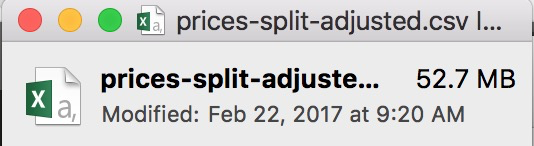 prices-split-adjusted.csv I...
prices-split-adjuste... 52.7 MB
Modified: Feb 22, 2017 at 9:20 AM